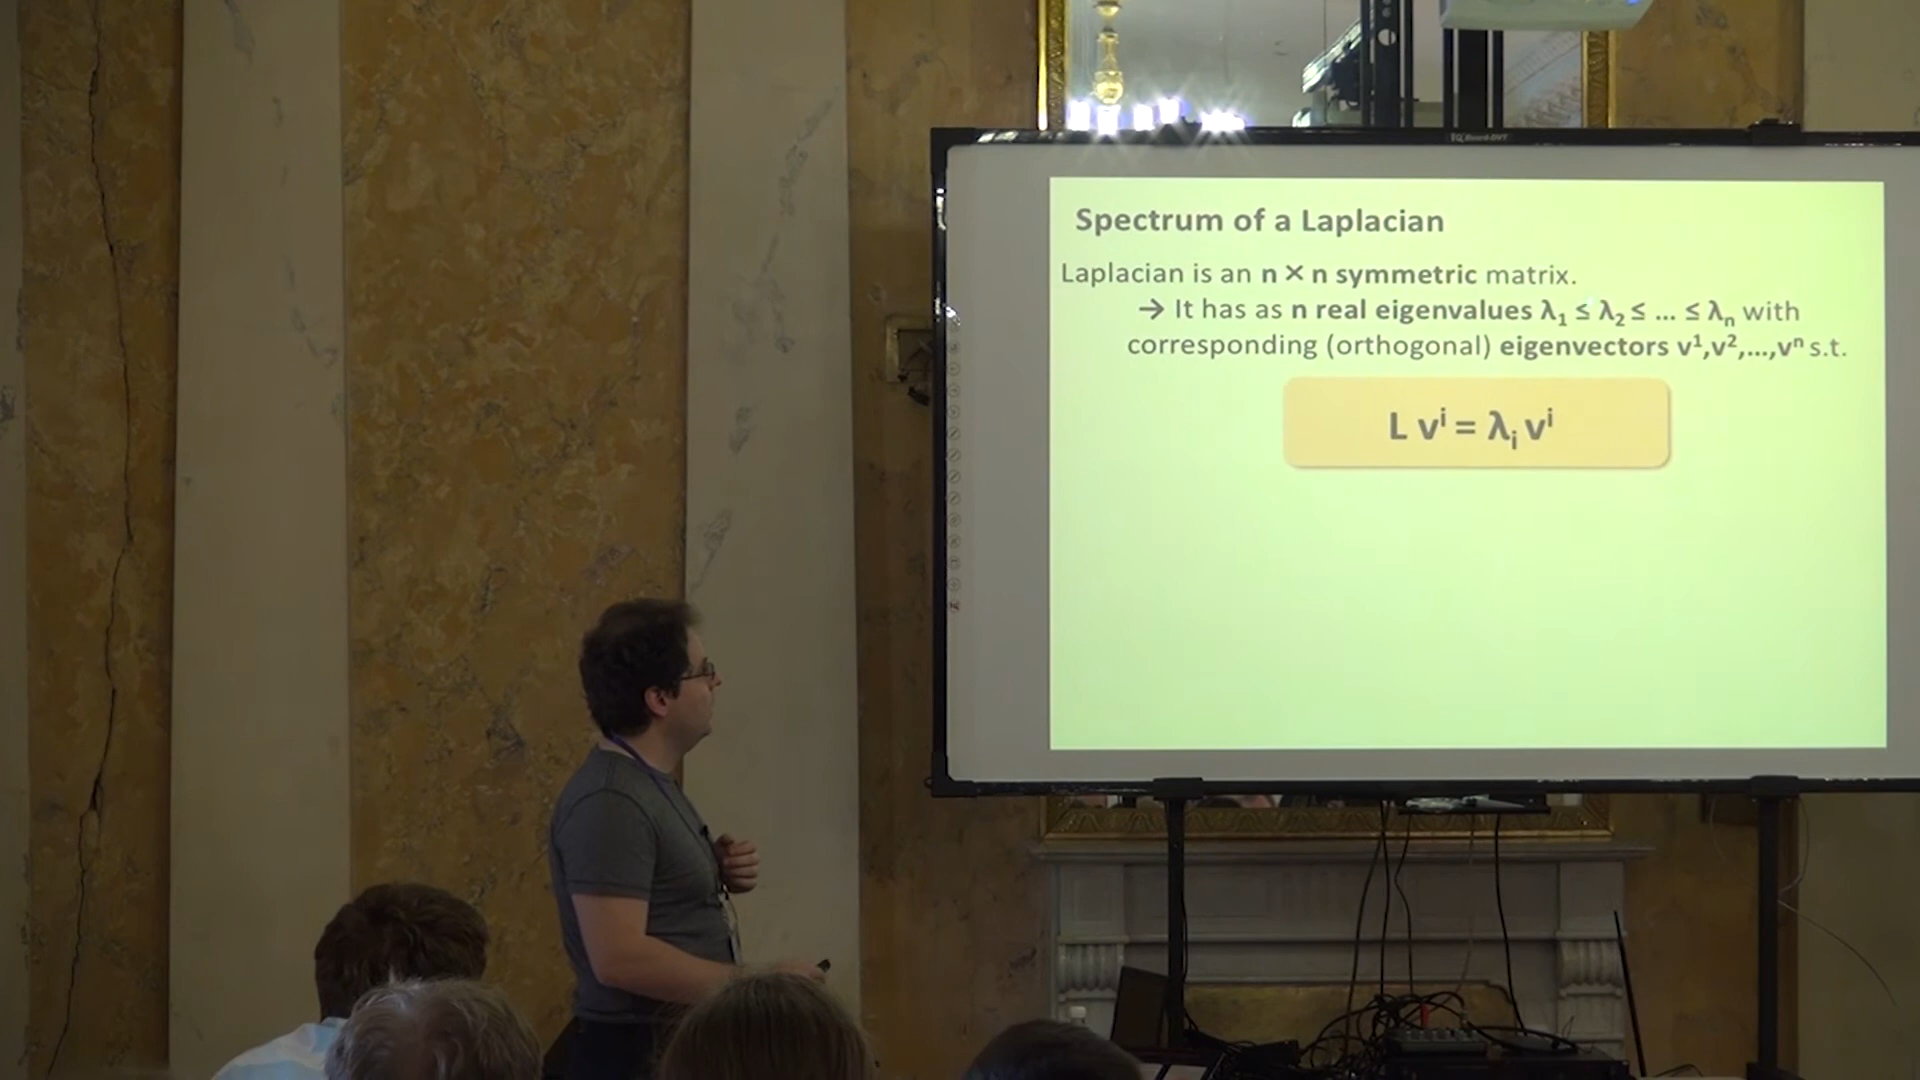 Spectrum of a Laplacian
Laplacian is an n × n symmetric matrix.
→ It has as n real eigenvalues λ₁ ≤ λ₂ ≤ ... ≤ λₙ with
corresponding (orthogonal) eigenvectors v¹,v²,...,vⁿ s.t.
L vⁱ = λᵢ vⁱ